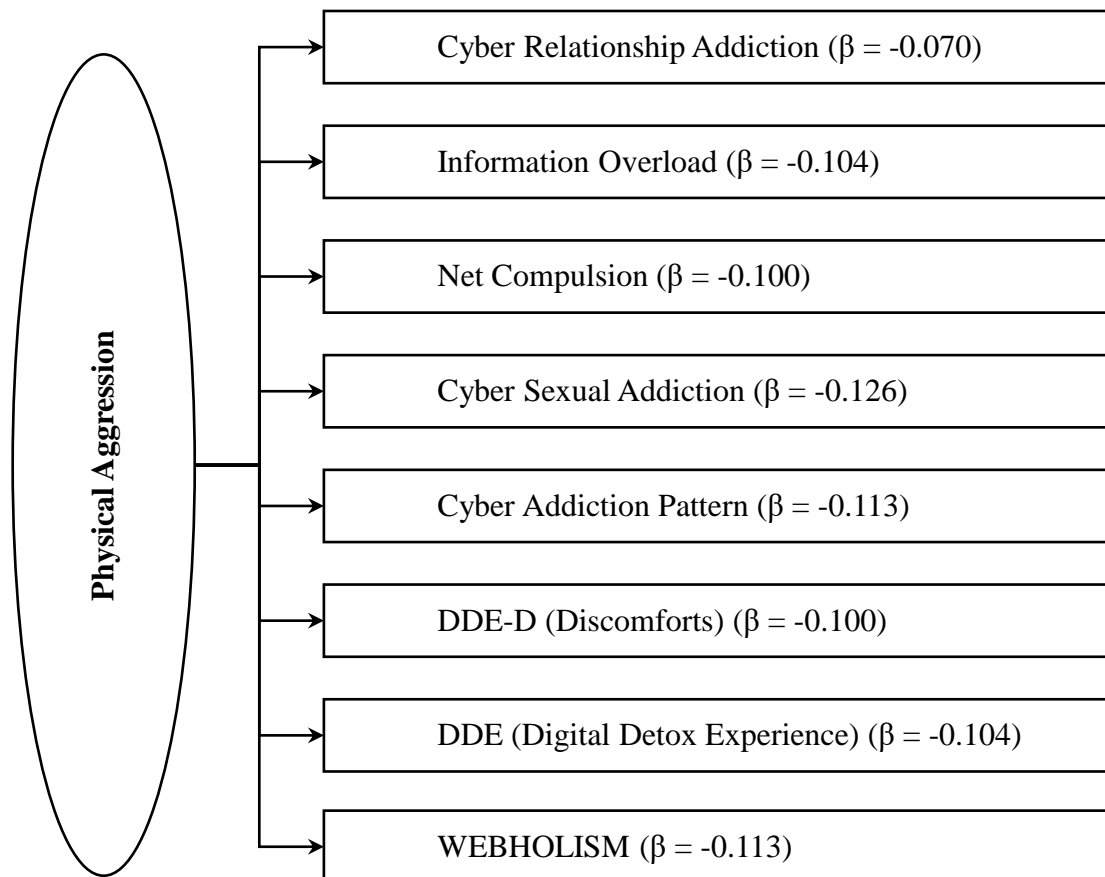 Physical Aggression
Cyber Relationship Addiction (β = -0.070)
Information Overload (β = -0.104)
Net Compulsion (β = -0.100)
Cyber Sexual Addiction (β = -0.126)
Cyber Addiction Pattern (β = -0.113)
DDE-D (Discomforts) (β = -0.100)
DDE (Digital Detox Experience) (β = -0.104)
WEBHOLISM (β = -0.113)